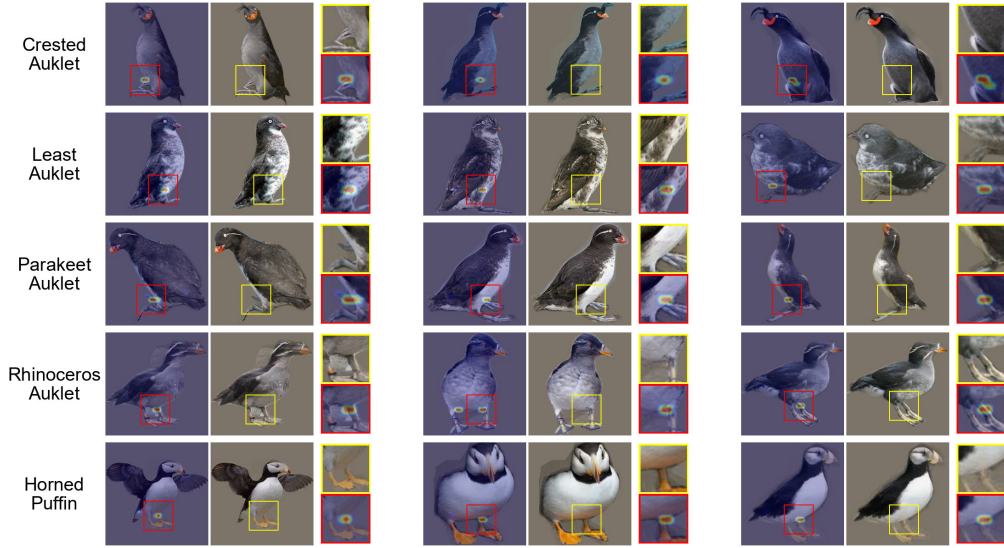 Crested
Auklet
Least
Auklet
Parakeet
Auklet
Rhinoceros
Auklet
Horned
Puffin